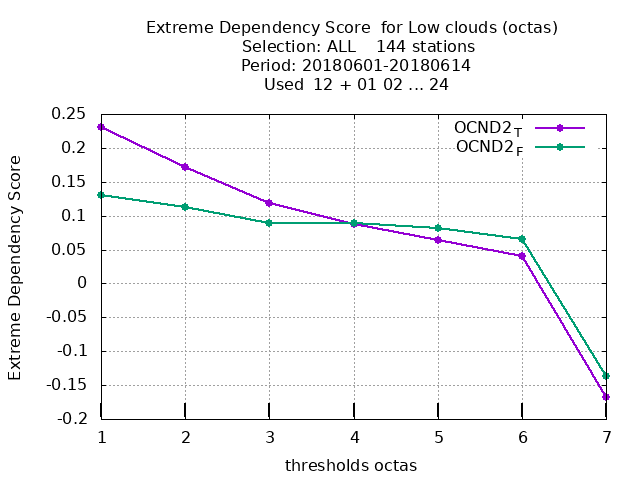 Extreme Dependency Score  for Low clouds (octas)
Selection: ALL    144 stations
Period: 20180601-20180614
Used  12 + 01 02 ... 24
OCND2T
OCND2F
Extreme Dependency Score
0.25
0.2
0.15
0.1
0.05
0
-0.05
-0.1
-0.15
-0.2
1 2 3 4 5 6 7
thresholds octas